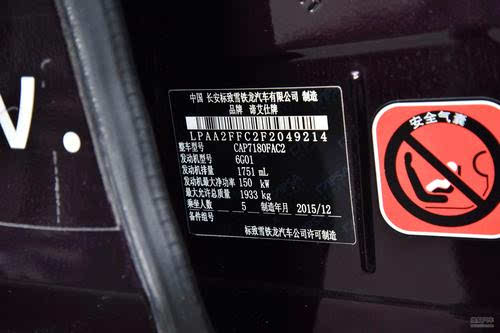 W.
中国 长安标致雪铁龙汽车有限公司 制造
品牌 谛艾仕牌
LPAA2FFC2F2049214
整车型号 CAP7180FAC2
发动机型号 6G01
发动机排量 1751 mL
发动机最大净功率 150 kW
最大允许总质量 1933 kg
乘坐人数 5 制造年月 2015/12
备件组号
标致雪铁龙汽车公司许可制造
安全气囊